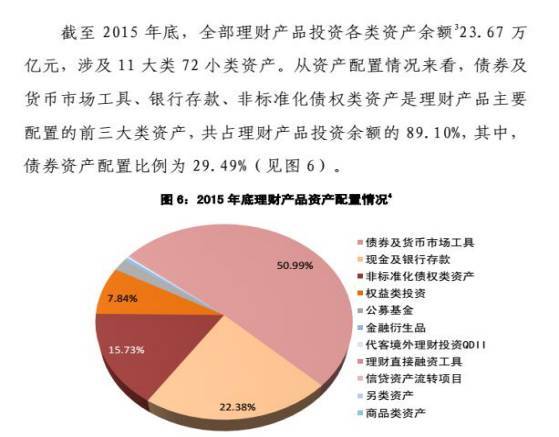 截至 2015 年底，全部理财产品投资各类资产余额³23.67 万
亿元，涉及 11 大类 72 小类资产。从资产配置情况来看，债券及
货币市场工具、银行存款、非标准化债权类资产是理财产品主要
配置的前三大类资产，共占理财产品投资余额的 89.10%，其中，
债券资产配置比例为 29.49%（见图 6）。
图 6：2015 年底理财产品资产配置情况⁴
50.99%
7.84%
15.73%
22.38%
债券及货币市场工具
现金及银行存款
非标准化债权类资产
权益类投资
公募基金
金融衍生品
代客境外理财投资QDII
理财直接融资工具
信贷资产流转项目
另类资产
商品类资产